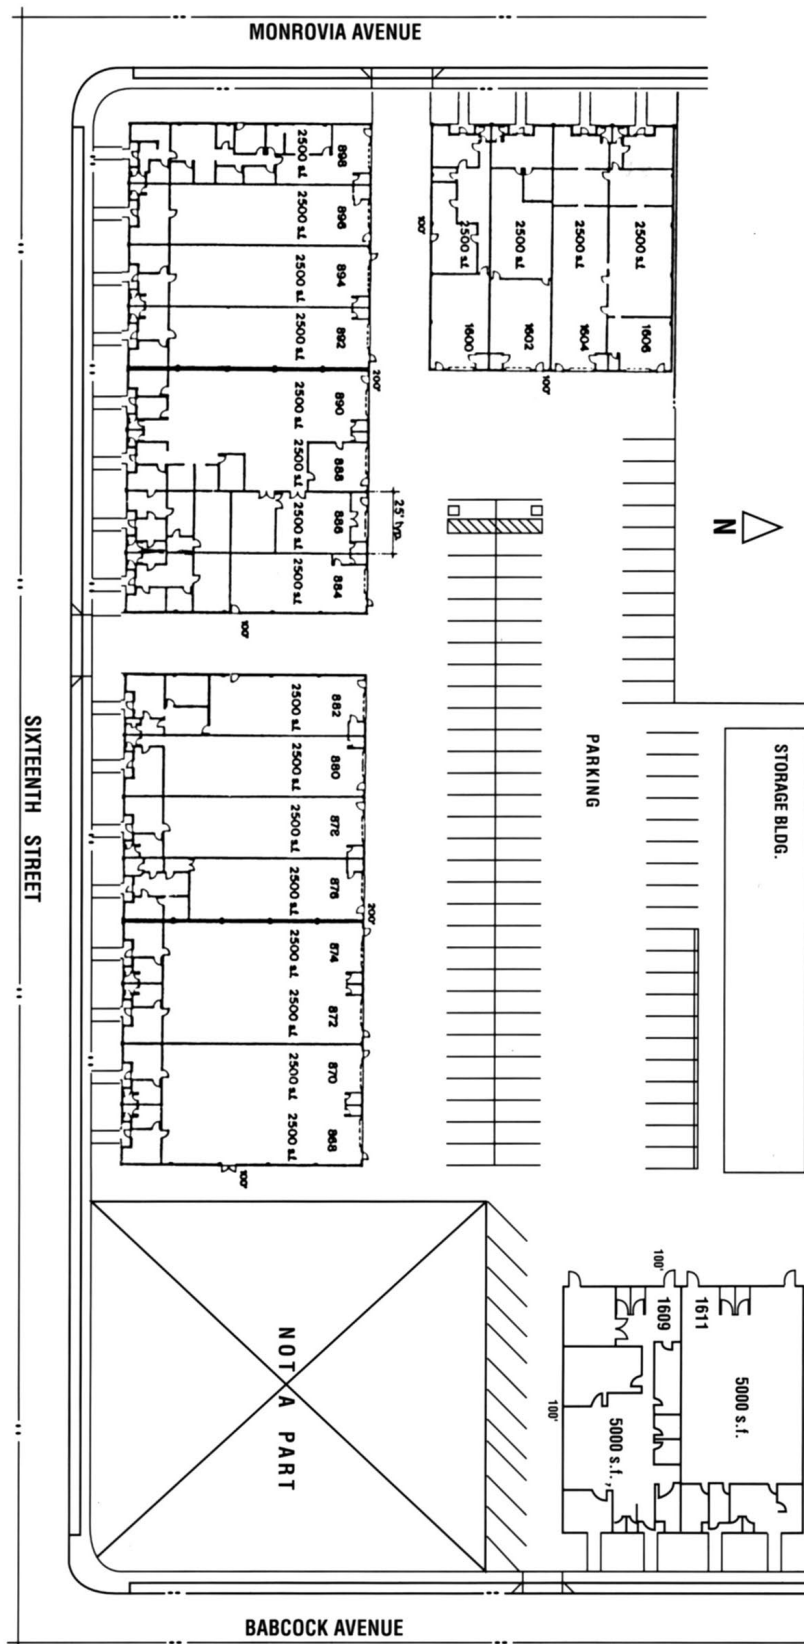 MONROVIA AVENUE
898
2500 s.f.
896
2500 s.f.
894
2500 s.f.
892
2500 s.f.
200'
890
2500 s.f.
888
2500 s.f.
886
2500 s.f.
25' typ.
884
2500 s.f.
100'
100'
2500 s.f.
1600
2500 s.f.
1602
2500 s.f.
1604
2500 s.f.
1606
100'
N
882
2500 s.f.
880
2500 s.f.
878
2500 s.f.
876
2500 s.f.
200'
874
2500 s.f.
872
2500 s.f.
870
2500 s.f.
868
2500 s.f.
100'
SIXTEENTH STREET
PARKING
STORAGE BLDG.
NOT A PART
100'
1609
1611
5000 s.f.
5000 s.f.,
100'
BABCOCK AVENUE